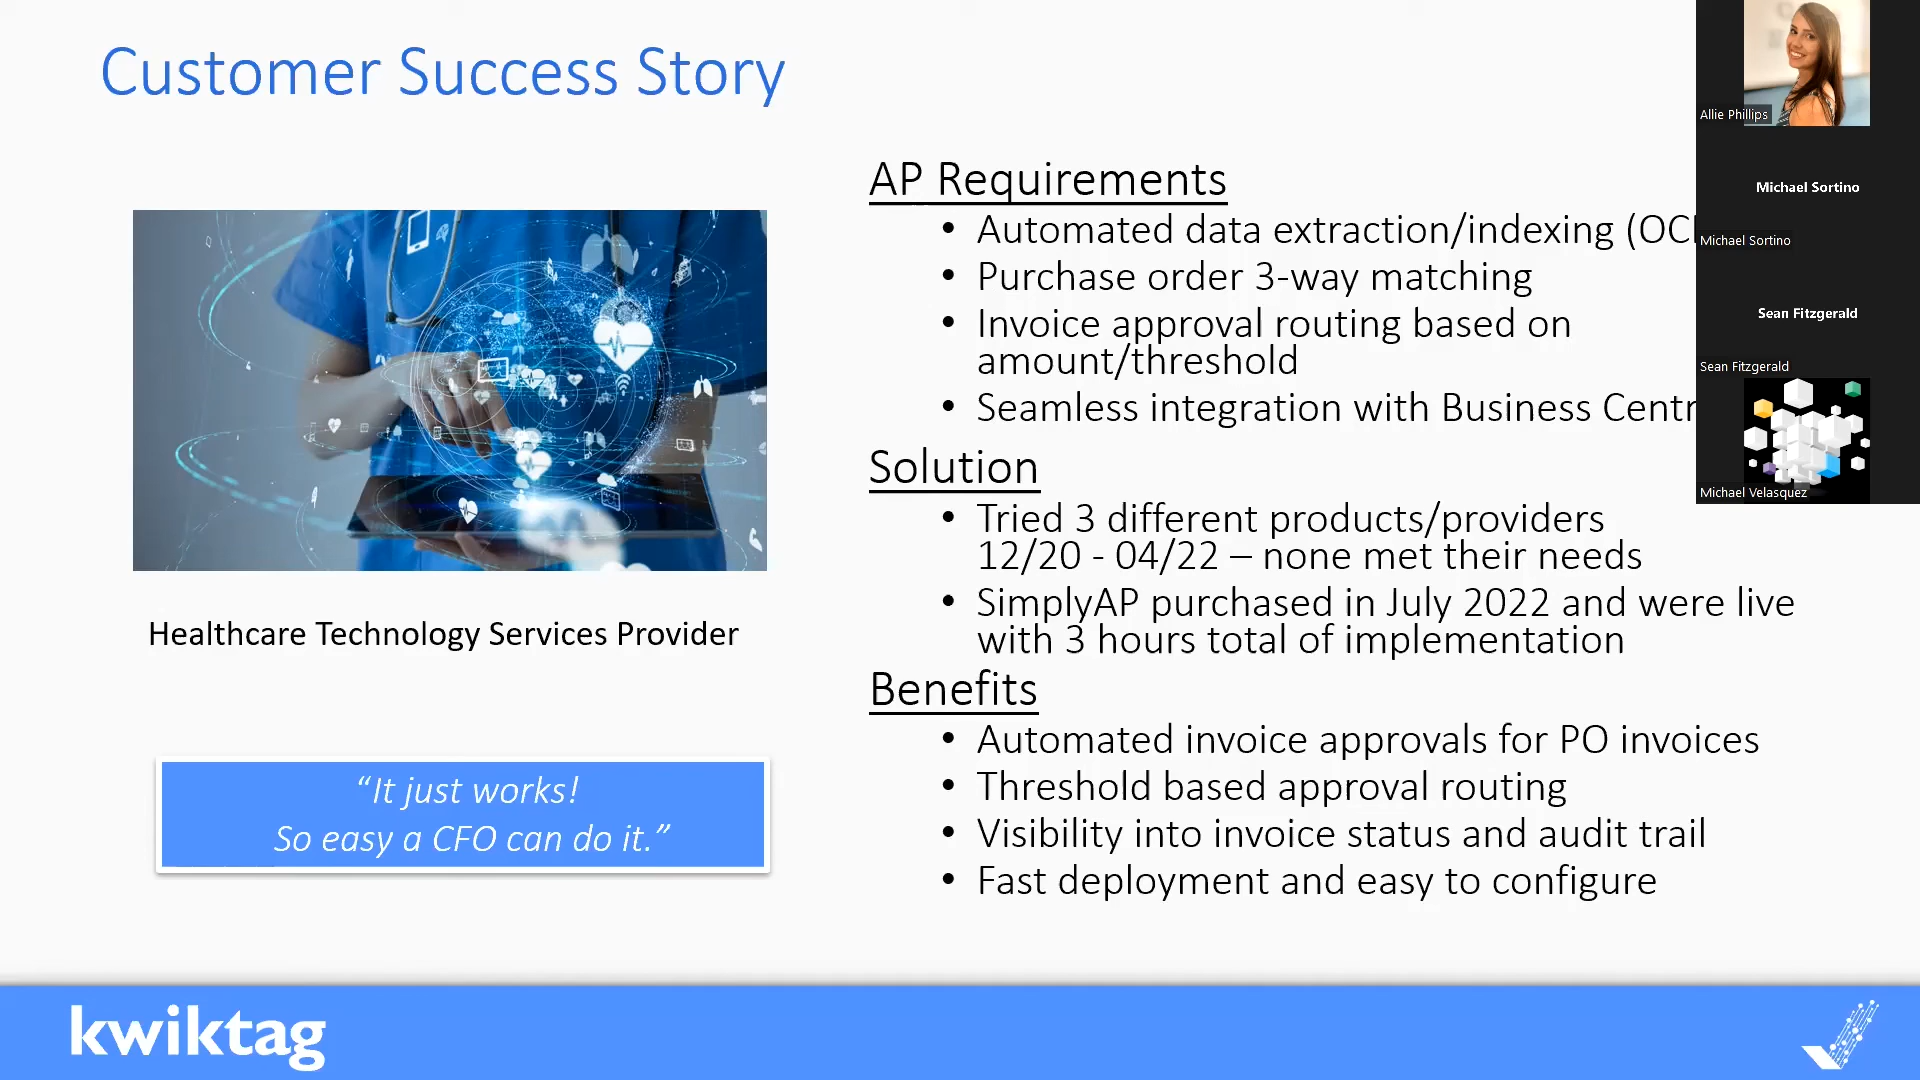 Customer Success Story
Healthcare Technology Services Provider
“It just works!
So easy a CFO can do it.”
AP Requirements
• Automated data extraction/indexing
• Purchase order 3-way matching
• Invoice approval routing based on
amount/threshold
• Seamless integration with Business
Solution
• Tried 3 different products/providers
12/20 - 04/22 – none met their needs
• SimplyAP purchased in July 2022 and were live
with 3 hours total of implementation
Benefits
• Automated invoice approvals for PO invoices
• Threshold based approval routing
• Visibility into invoice status and audit trail
• Fast deployment and easy to configure
Allie Phillips
Michael Sortino
Michael Sortino
Sean Fitzgerald
Sean Fitzgerald
Michael Velasquez
kwiktag